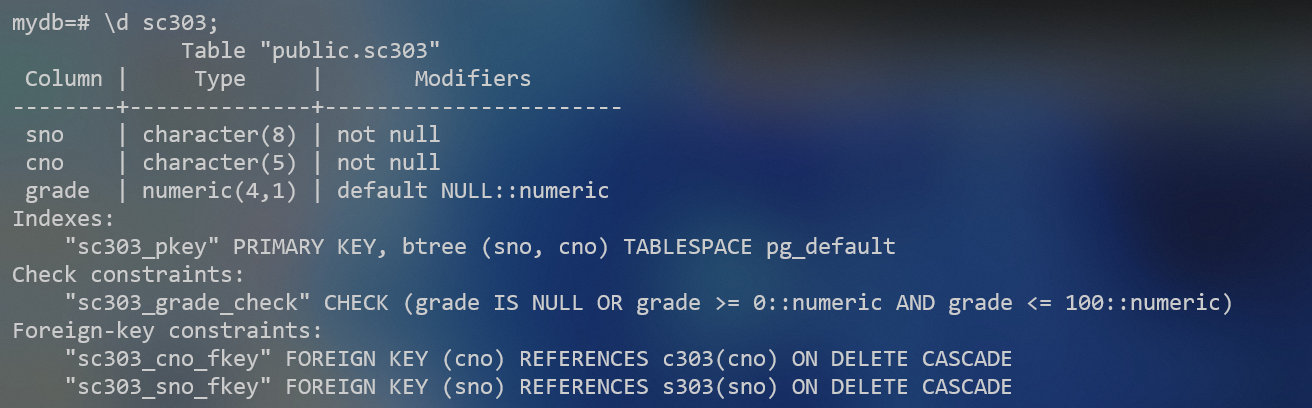 mydb=# \d sc303;
             Table "public.sc303"
 Column |     Type     |       Modifiers
--------+--------------+-----------------------
 sno    | character(8) | not null
 cno    | character(5) | not null
 grade  | numeric(4,1) | default NULL::numeric
Indexes:
    "sc303_pkey" PRIMARY KEY, btree (sno, cno) TABLESPACE pg_default
Check constraints:
    "sc303_grade_check" CHECK (grade IS NULL OR grade >= 0::numeric AND grade <= 100::numeric)
Foreign-key constraints:
    "sc303_cno_fkey" FOREIGN KEY (cno) REFERENCES c303(cno) ON DELETE CASCADE
    "sc303_sno_fkey" FOREIGN KEY (sno) REFERENCES s303(sno) ON DELETE CASCADE